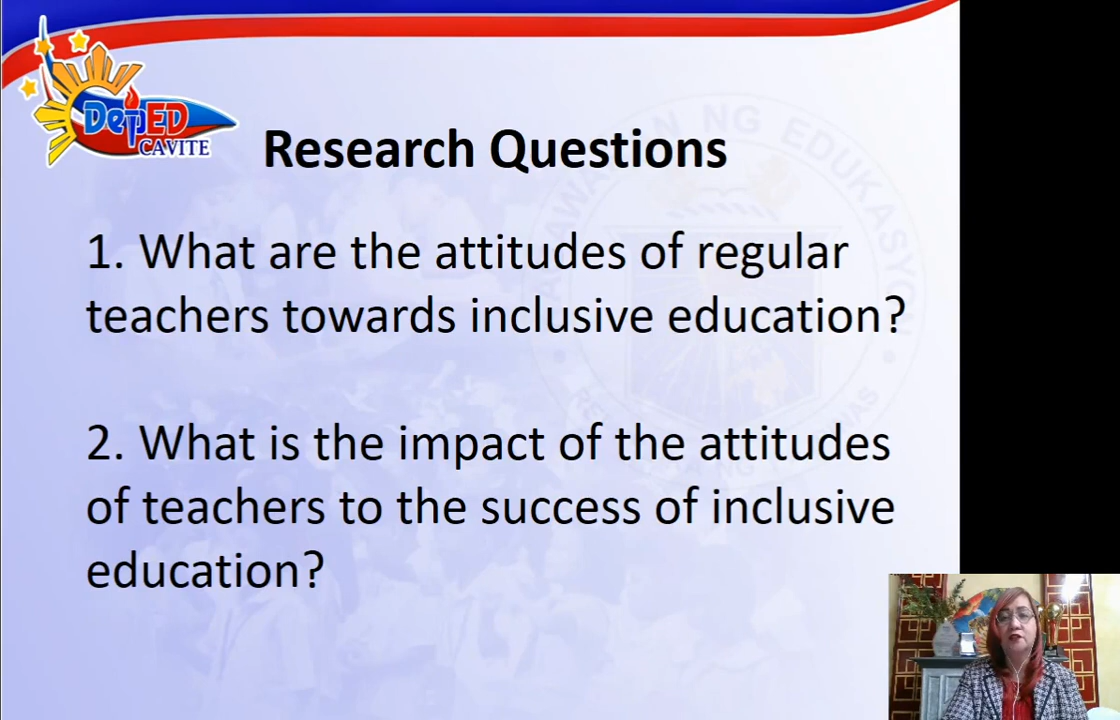 DepED
CAVITE
Research Questions
1. What are the attitudes of regular
teachers towards inclusive education?
2. What is the impact of the attitudes
of teachers to the success of inclusive
education?